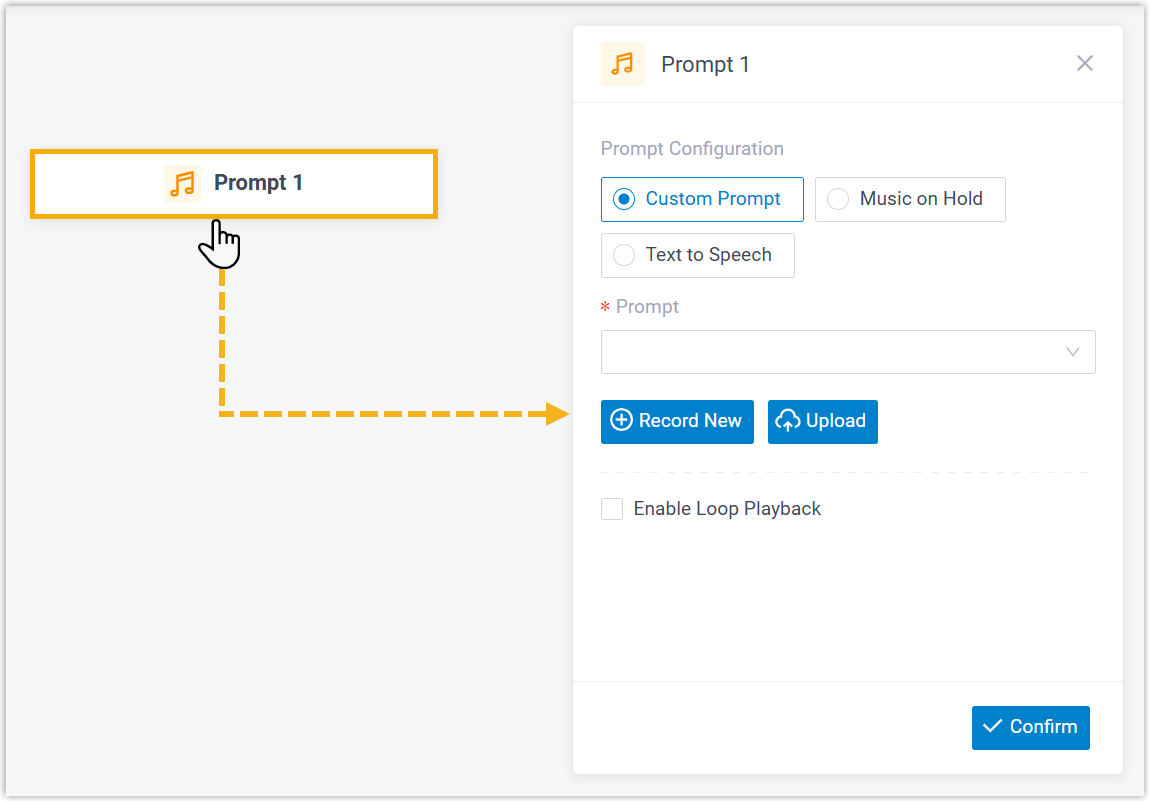 Prompt 1
Prompt 1
Prompt Configuration
Custom Prompt Music on Hold
Text to Speech
* Prompt
Record New Upload
Enable Loop Playback
Confirm